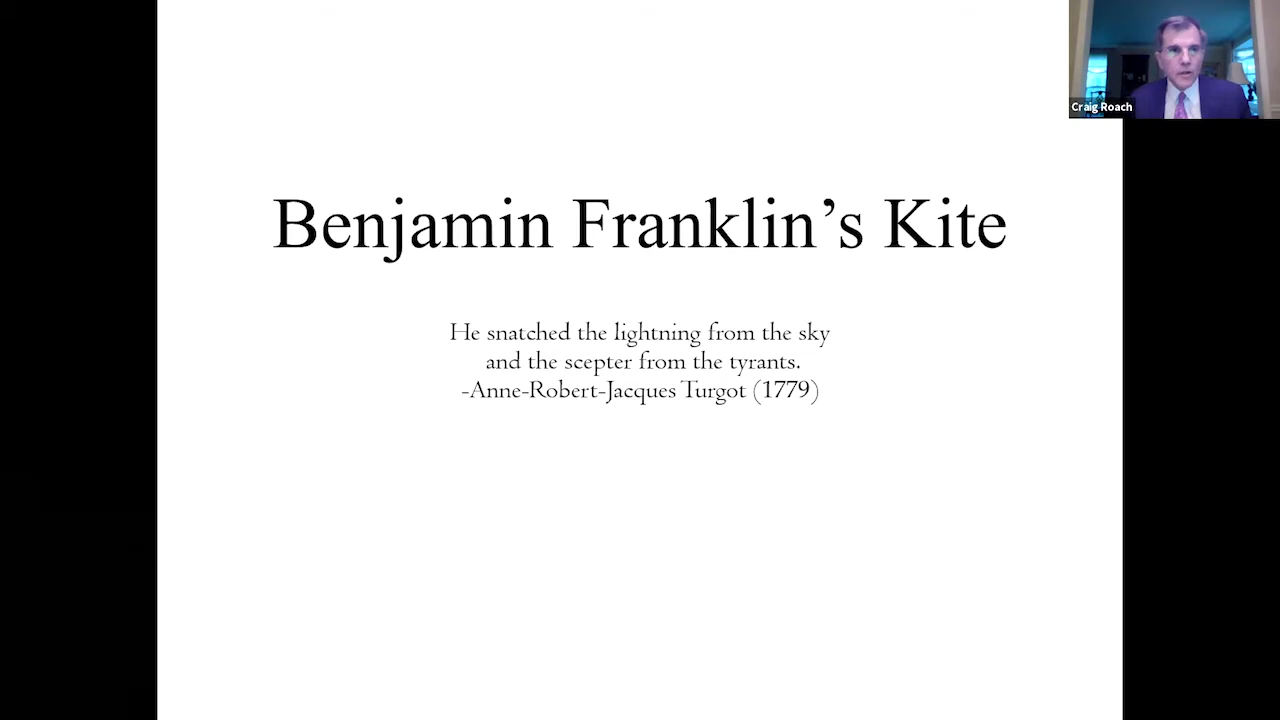 Craig Roach
Benjamin Franklin’s Kite
He snatched the lightning from the sky
and the scepter from the tyrants.
-Anne-Robert-Jacques Turgot (1779)